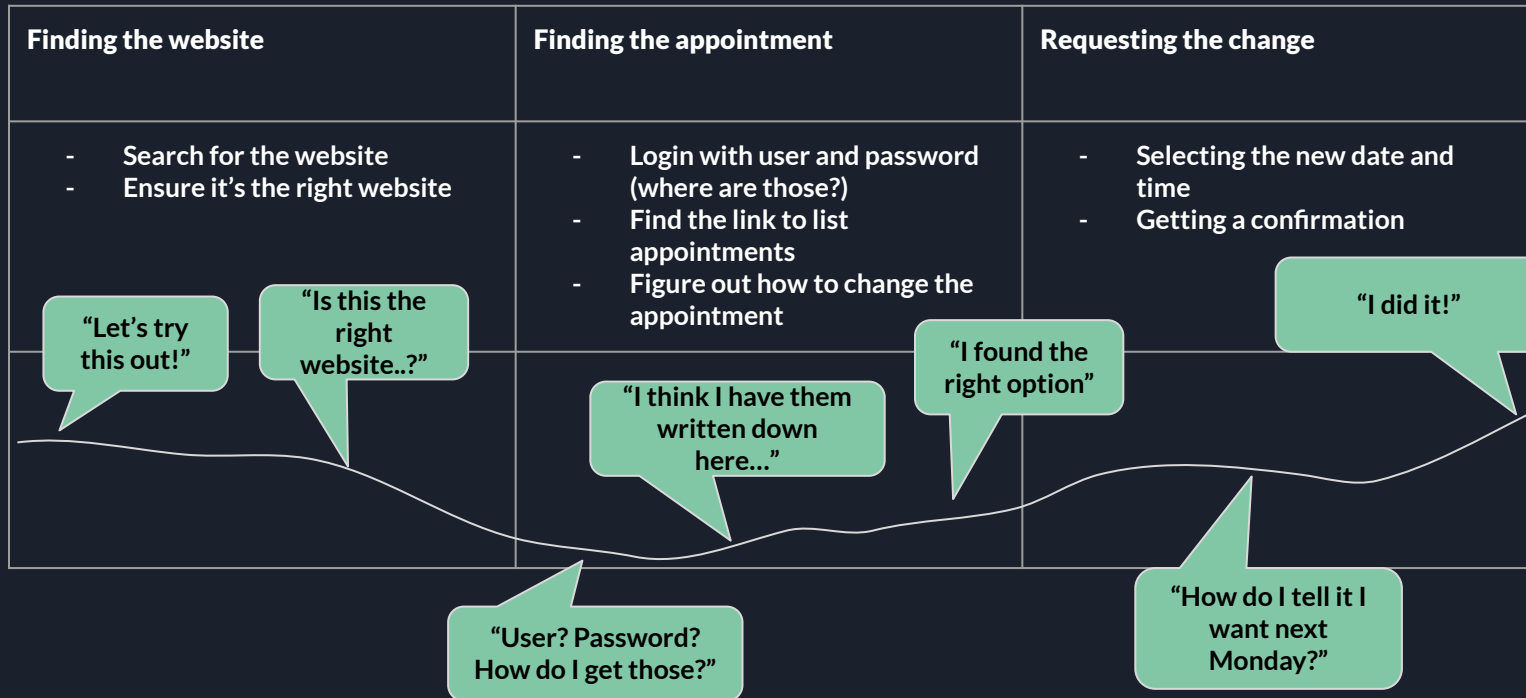 Finding the website
Finding the appointment
Requesting the change
- Search for the website
- Ensure it’s the right website
- Login with user and password
(where are those?)
- Find the link to list
appointments
- Figure out how to change the
appointment
- Selecting the new date and
time
- Getting a confirmation
“Let’s try
this out!”
“Is this the
right
website..?”
“User? Password?
How do I get those?”
“I think I have them
written down
here…”
“I found the
right option”
“How do I tell it I
want next
Monday?”
“I did it!”